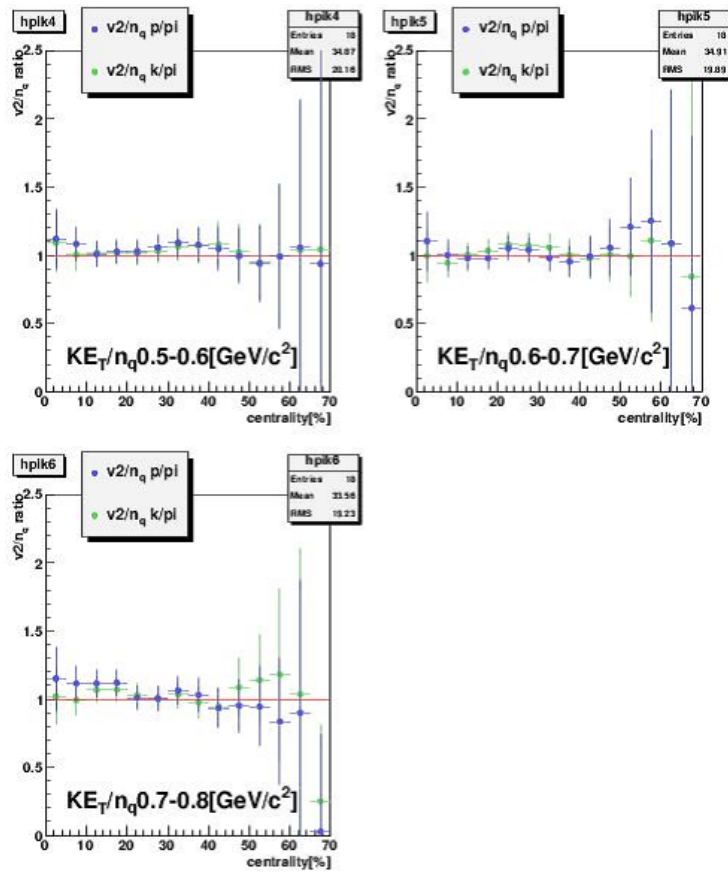 hpik4
v2/n_q p/pi
v2/n_q k/pi
hpik4
Entries 18
Mean 34.87
RMS 20.16
v2/n_q ratio
2.5
2
1.5
1
0.5
0
KE_T/n_q 0.5-0.6[GeV/c^2]
0 10 20 30 40 50 60 70
centrality[%]
hpik5
v2/n_q p/pi
v2/n_q k/pi
hpik5
Entries 18
Mean 34.91
RMS 19.89
v2/n_q ratio
2.5
2
1.5
1
0.5
0
KE_T/n_q 0.6-0.7[GeV/c^2]
0 10 20 30 40 50 60 70
centrality[%]
hpik6
v2/n_q p/pi
v2/n_q k/pi
hpik6
Entries 18
Mean 33.56
RMS 19.23
v2/n_q ratio
2.5
2
1.5
1
0.5
0
KE_T/n_q 0.7-0.8[GeV/c^2]
0 10 20 30 40 50 60 70
centrality[%]